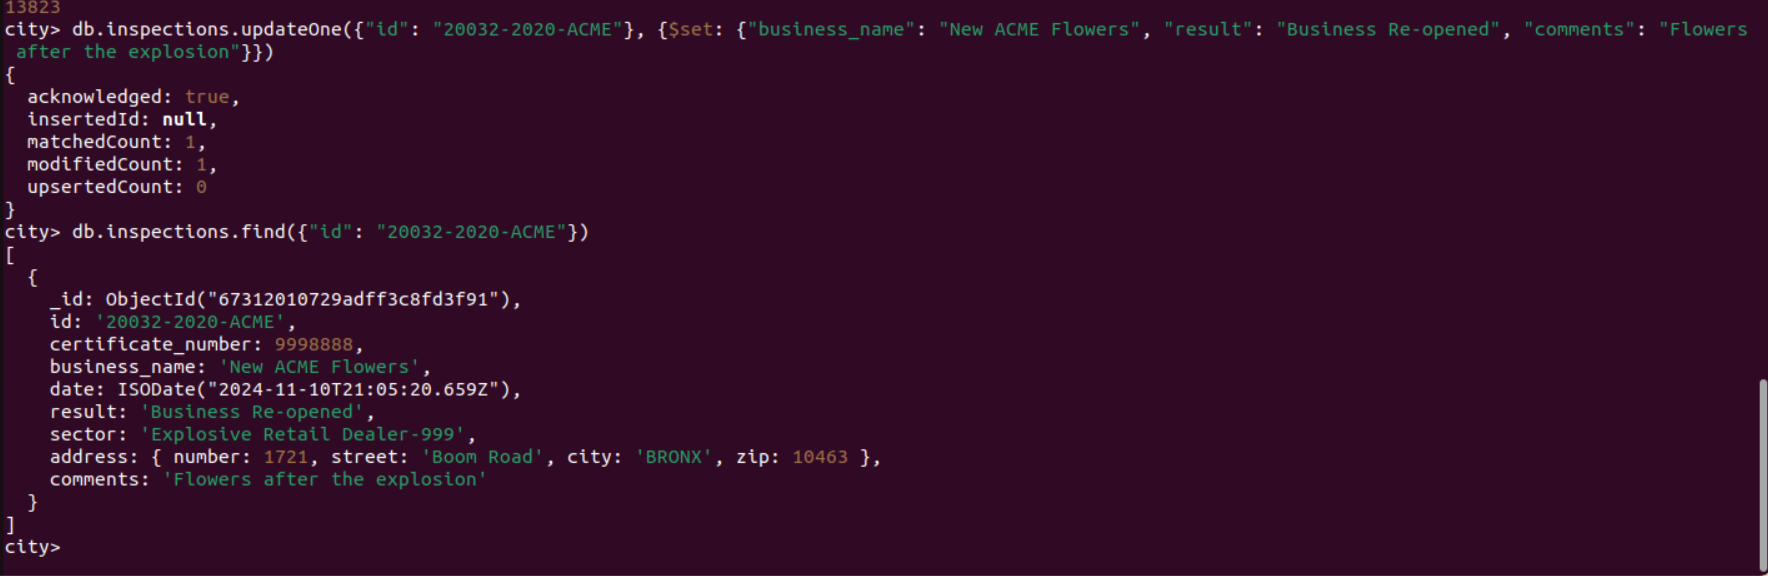 13823
city> db.inspections.updateOne({"id": "20032-2020-ACME"}, {$set: {"business_name": "New ACME Flowers", "result": "Business Re-opened", "comments": "Flowers
 after the explosion"}})
{
  acknowledged: true,
  insertedId: null,
  matchedCount: 1,
  modifiedCount: 1,
  upsertedCount: 0
}
city> db.inspections.find({"id": "20032-2020-ACME"})
[
  {
    _id: ObjectId("67312010729adff3c8fd3f91"),
    id: '20032-2020-ACME',
    certificate_number: 9998888,
    business_name: 'New ACME Flowers',
    date: ISODate("2024-11-10T21:05:20.659Z"),
    result: 'Business Re-opened',
    sector: 'Explosive Retail Dealer-999',
    address: { number: 1721, street: 'Boom Road', city: 'BRONX', zip: 10463 },
    comments: 'Flowers after the explosion'
  }
]
city>